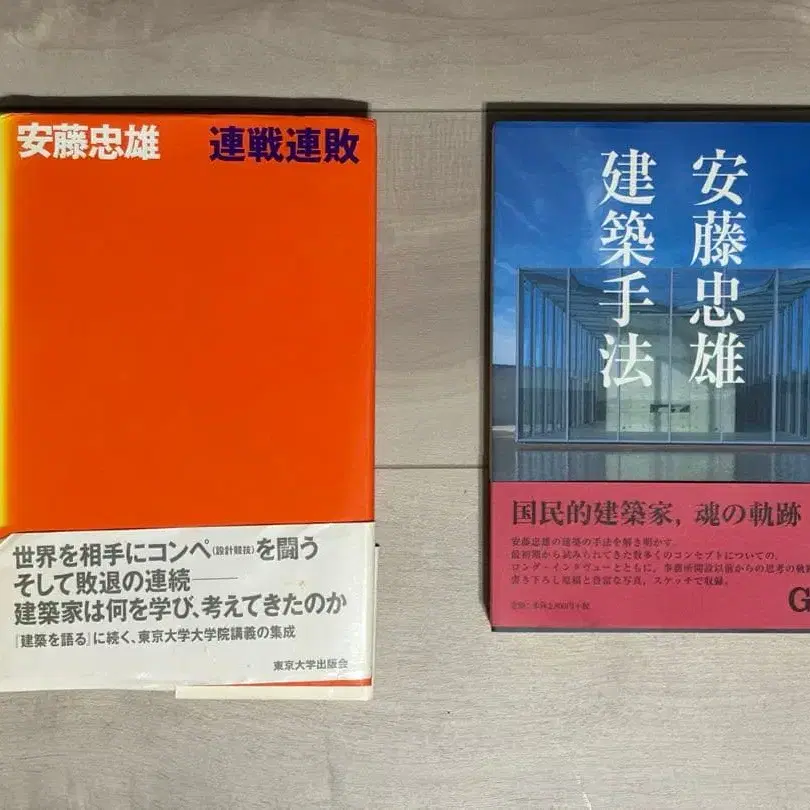 安藤忠雄 連戦連敗
世界を相手にコンペ(設計競技)を闘う
そして敗退の連続――
建築家は何を学び、考えてきたのか
『建築を語る』に続く、東京大学大学院講義の集成
東京大学出版会
安藤忠雄
建築手法
国民的建築家, 魂の軌跡
安藤忠雄の建築の手法を解き明かす。
最初期から試みられてきた数多くのコンセプトについての、
ロング・インタヴューとともに、事務所開設以前からの思考の軌跡
書き下ろし原稿と豊富な写真、スケッチで収録。
G